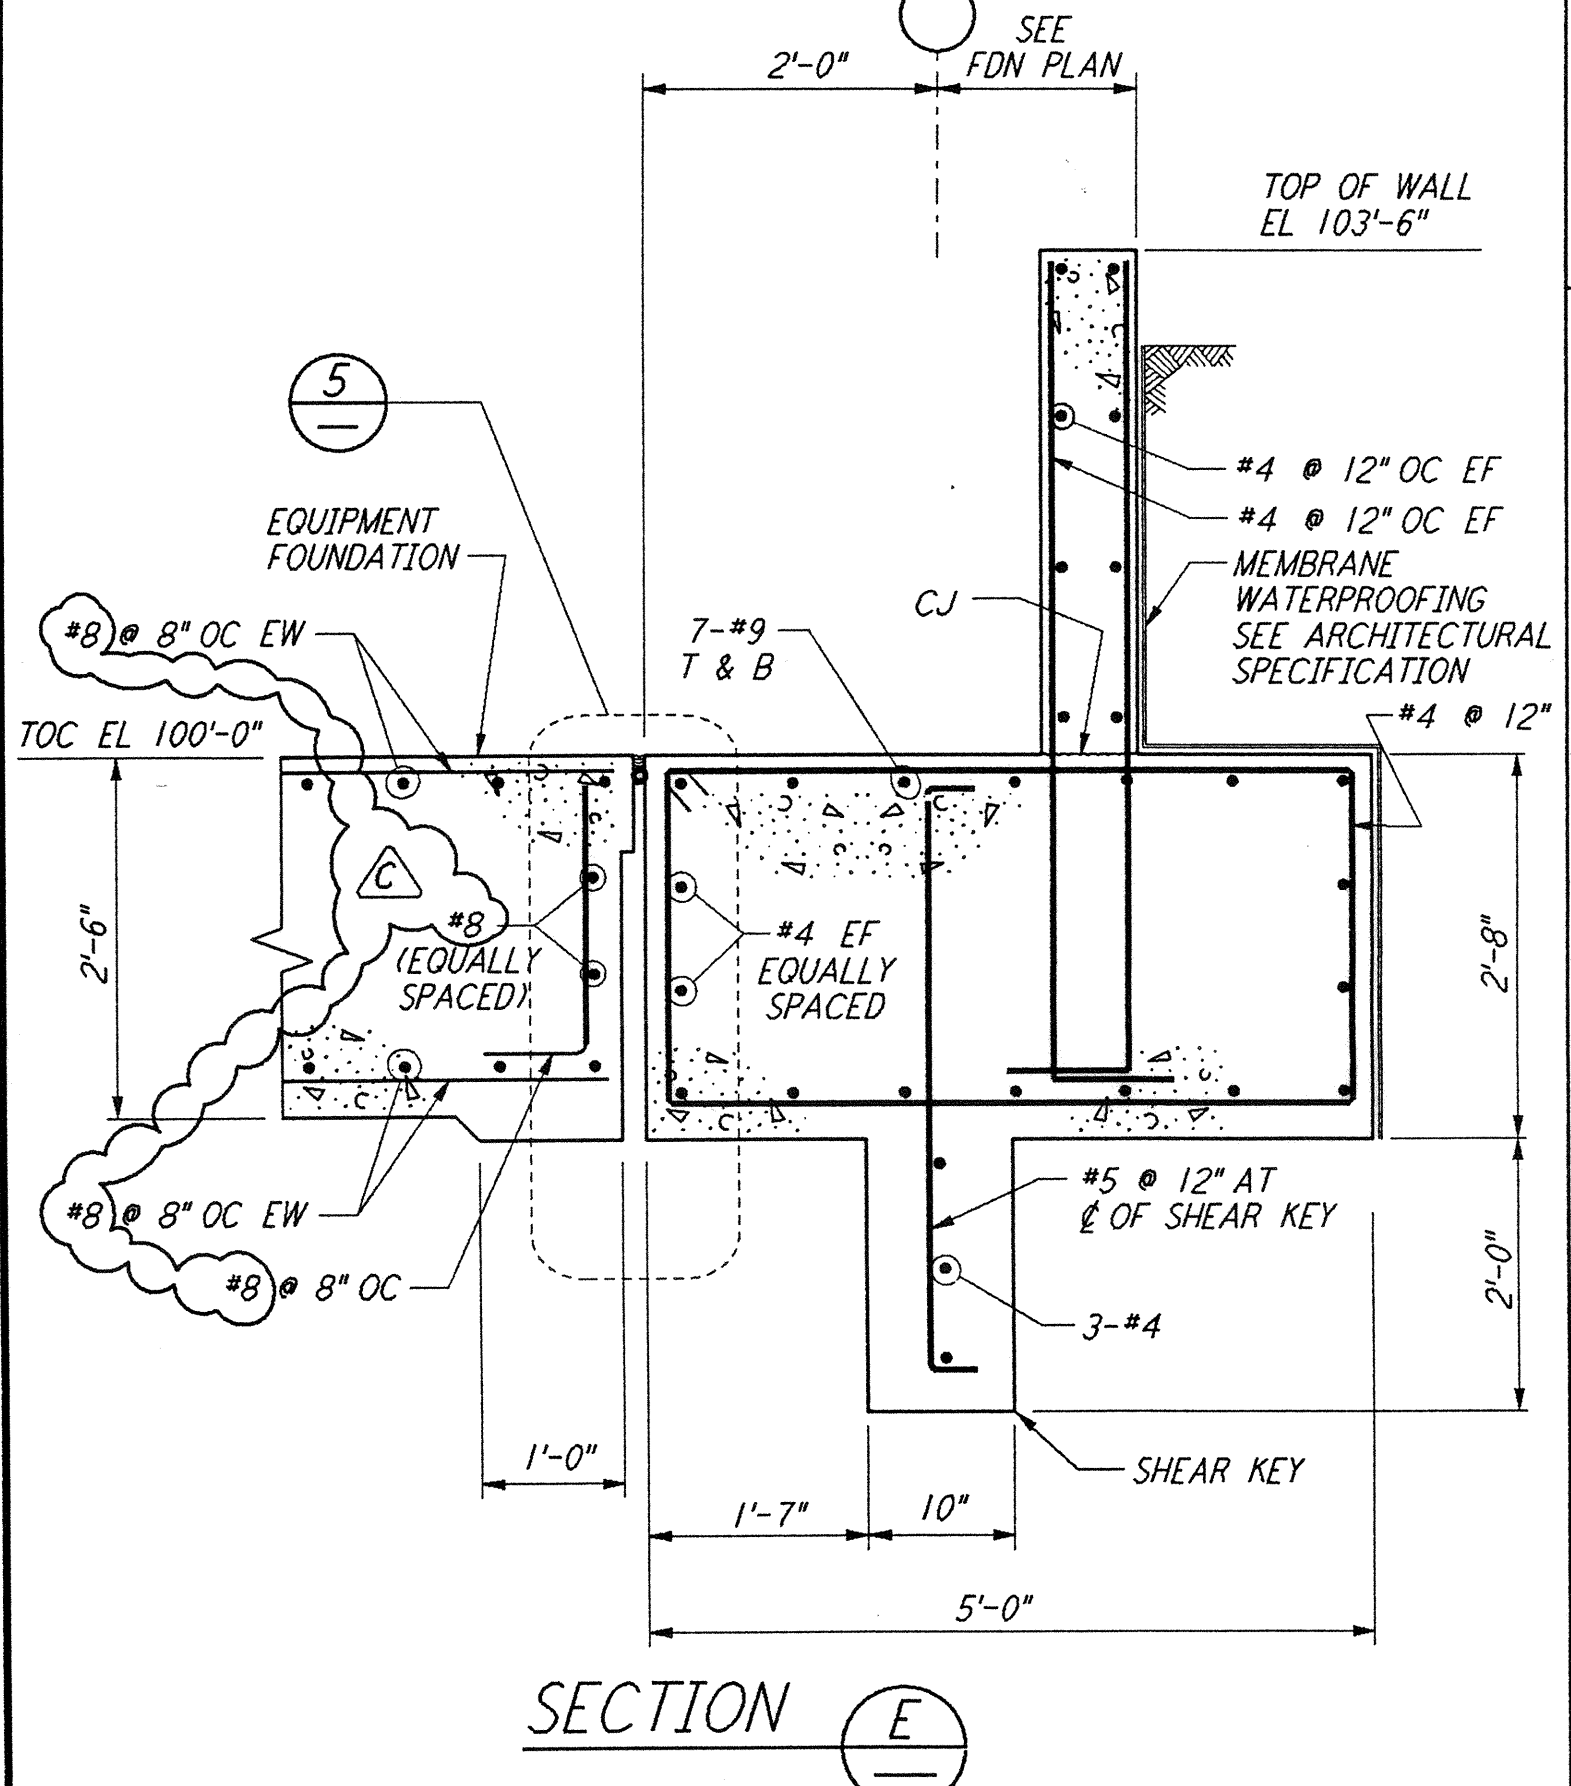 SEE
FDN PLAN
2'-0"
TOP OF WALL
EL 103'-6"
5
#4 @ 12" OC EF
#4 @ 12" OC EF
EQUIPMENT
FOUNDATION
MEMBRANE
WATERPROOFING
SEE ARCHITECTURAL
SPECIFICATION
CJ
#8 @ 8" OC EW
7-#9
T & B
#4 @ 12"
TOC EL 100'-0"
C
2'-6"
#8
(EQUALLY
SPACED)
#4 EF
EQUALLY
SPACED
2'-8"
#8 @ 8" OC EW
#5 @ 12" AT
℄ OF SHEAR KEY
#8 @ 8" OC
2'-0"
3-#4
1'-0"
SHEAR KEY
1'-7"
10"
5'-0"
SECTION E